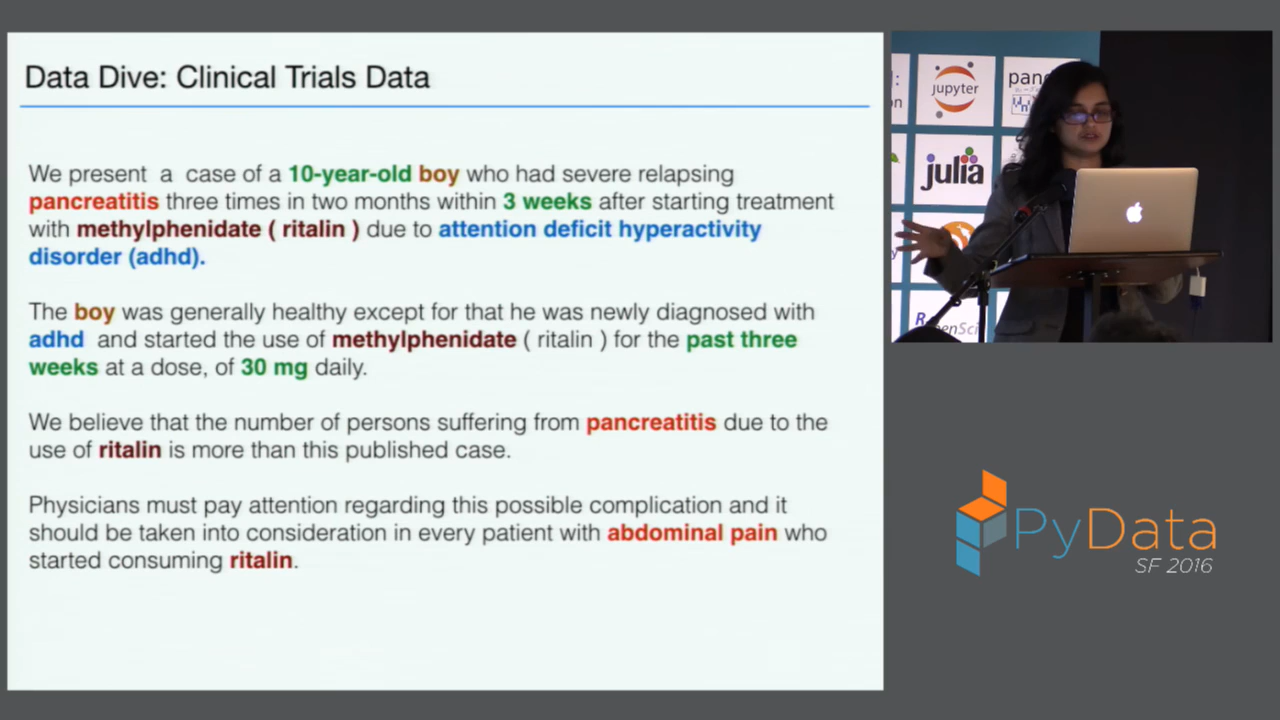 Data Dive: Clinical Trials Data
We present a case of a 10-year-old boy who had severe relapsing
pancreatitis three times in two months within 3 weeks after starting treatment
with methylphenidate ( ritalin ) due to attention deficit hyperactivity
disorder (adhd).
The boy was generally healthy except for that he was newly diagnosed with
adhd and started the use of methylphenidate ( ritalin ) for the past three
weeks at a dose, of 30 mg daily.
We believe that the number of persons suffering from pancreatitis due to the
use of ritalin is more than this published case.
Physicians must pay attention regarding this possible complication and it
should be taken into consideration in every patient with abdominal pain who
started consuming ritalin.
jupyter
julia
PyData
SF 2016